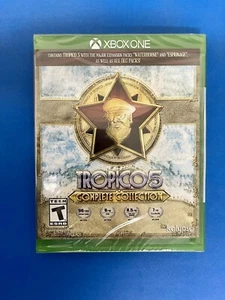 XBOX ONE
CONTAINS TROPICO 5 WITH THE MAJOR EXPANSION PACKS "WATERBORNE" AND "ESPIONAGE"
AS WELL AS ALL DLC PACKS!
TROPICO 5
COMPLETE COLLECTION
TEEN
T
ESRB
kalypso